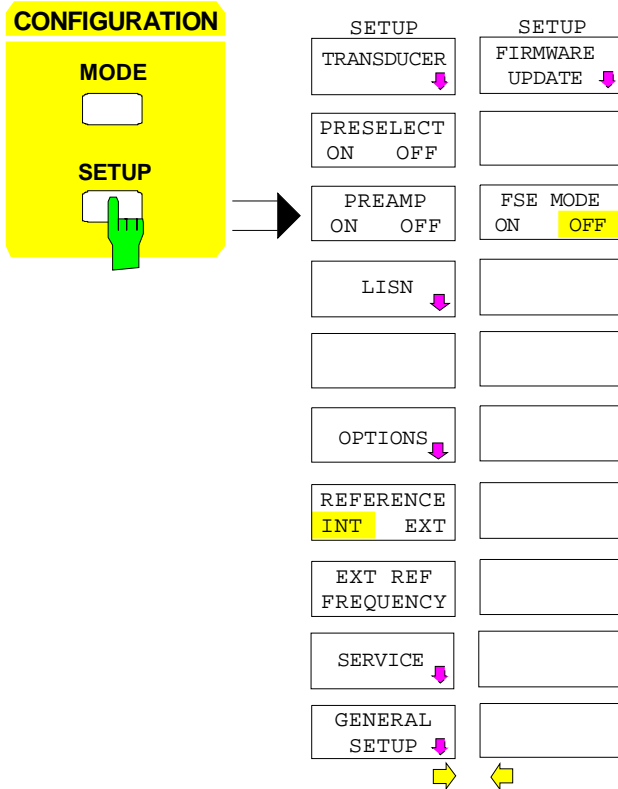 CONFIGURATION
MODE
SETUP
SETUP
TRANSDUCER
PRESELECT
ON OFF
PREAMP
ON OFF
LISN
OPTIONS
REFERENCE
INT EXT
EXT REF
FREQUENCY
SERVICE
GENERAL
SETUP
SETUP
FIRMWARE
UPDATE
FSE MODE
ON OFF